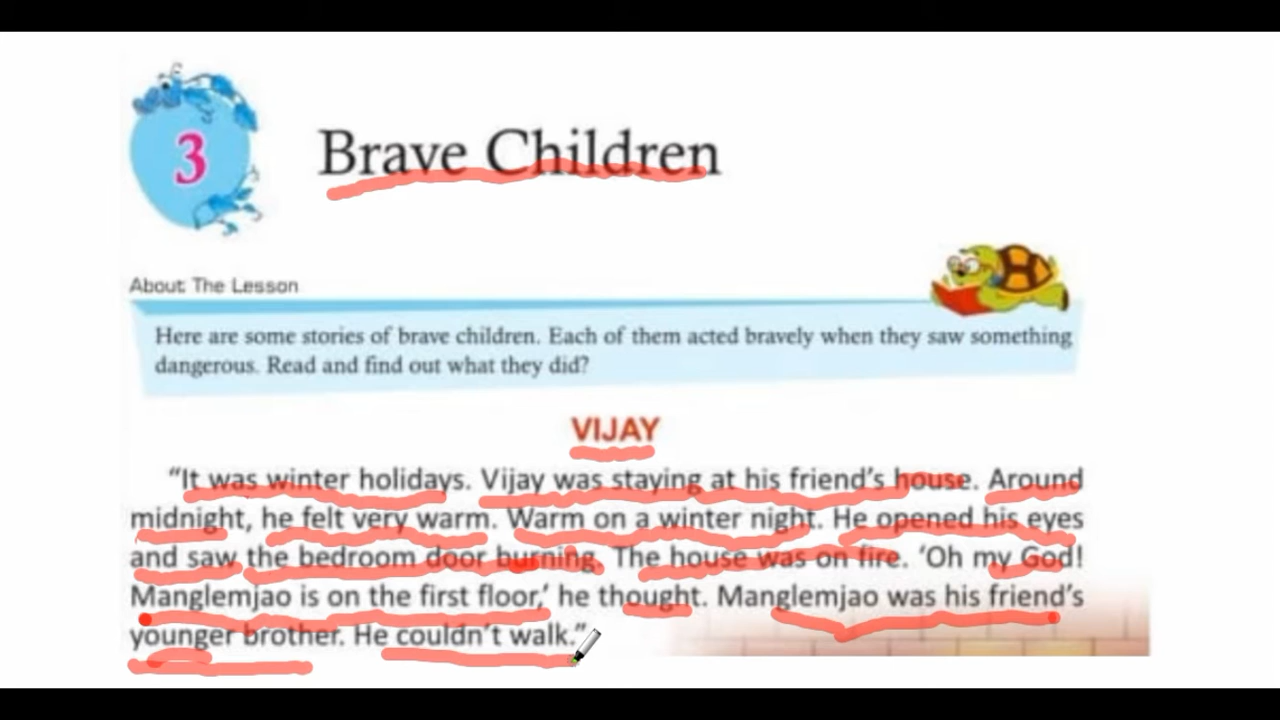 3
Brave Children
About The Lesson
Here are some stories of brave children. Each of them acted bravely when they saw something
dangerous. Read and find out what they did?
VIJAY
“It was winter holidays. Vijay was staying at his friend’s house. Around
midnight, he felt very warm. Warm on a winter night. He opened his eyes
and saw the bedroom door burning. The house was on fire. ‘Oh my God!
Manglemjao is on the first floor,’ he thought. Manglemjao was his friend’s
younger brother. He couldn’t walk.”